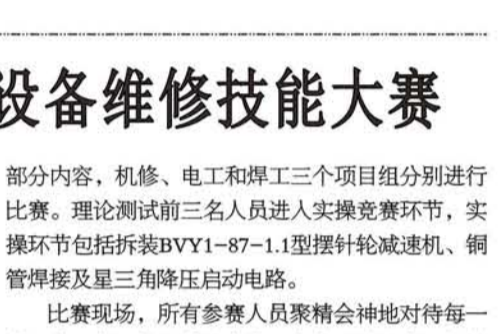 设备维修技能大赛
部分内容，机修、电工和焊工三个项目组分别进行
比赛。理论测试前三名人员进入实操竞赛环节，实
操环节包括拆装BVY1-87-1.1型摆针轮减速机、铜
管焊接及星三角降压启动电路。
比赛现场，所有参赛人员聚精会神地对待每一